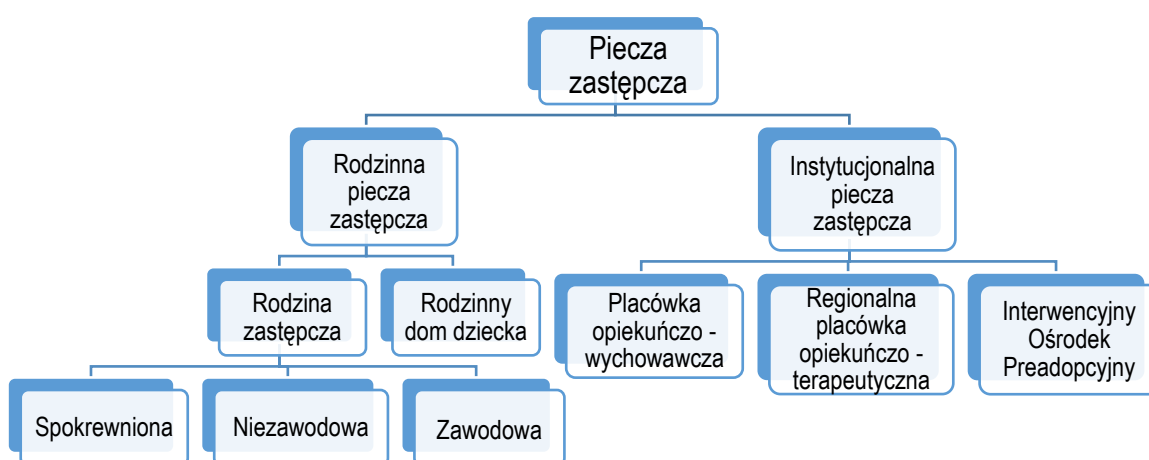 Piecza
zastępcza
Rodzinna
piecza
zastępcza
Instytucjonalna
piecza
zastępcza
Rodzina
zastępcza
Rodzinny
dom dziecka
Placówka
opiekuńczo -
wychowawcza
Regionalna
placówka
opiekuńczo -
terapeutyczna
Interwencyjny
Ośrodek
Preadopcyjny
Spokrewniona
Niezawodowa
Zawodowa